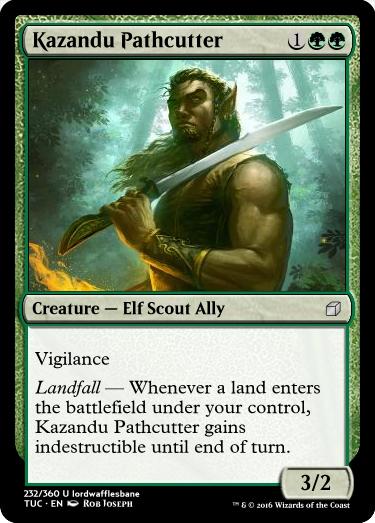 Kazandu Pathcutter 1
Creature — Elf Scout Ally
Vigilance
Landfall — Whenever a land enters
the battlefield under your control,
Kazandu Pathcutter gains
indestructible until end of turn.
3/2
232/360 U lordwafflesbane
TUC • EN Rob Joseph
™ & © 2016 Wizards of the Coast